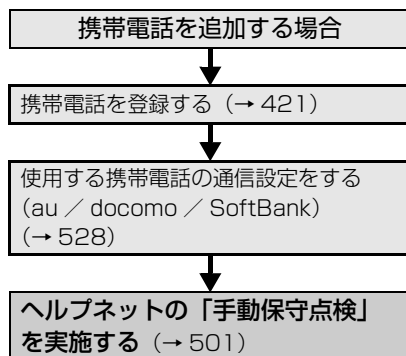 携帯電話を追加する場合
携帯電話を登録する（→ 421）
使用する携帯電話の通信設定をする
（au ／ docomo ／ SoftBank）
（→ 528）
ヘルプネットの「手動保守点検」
を実施する（→ 501）